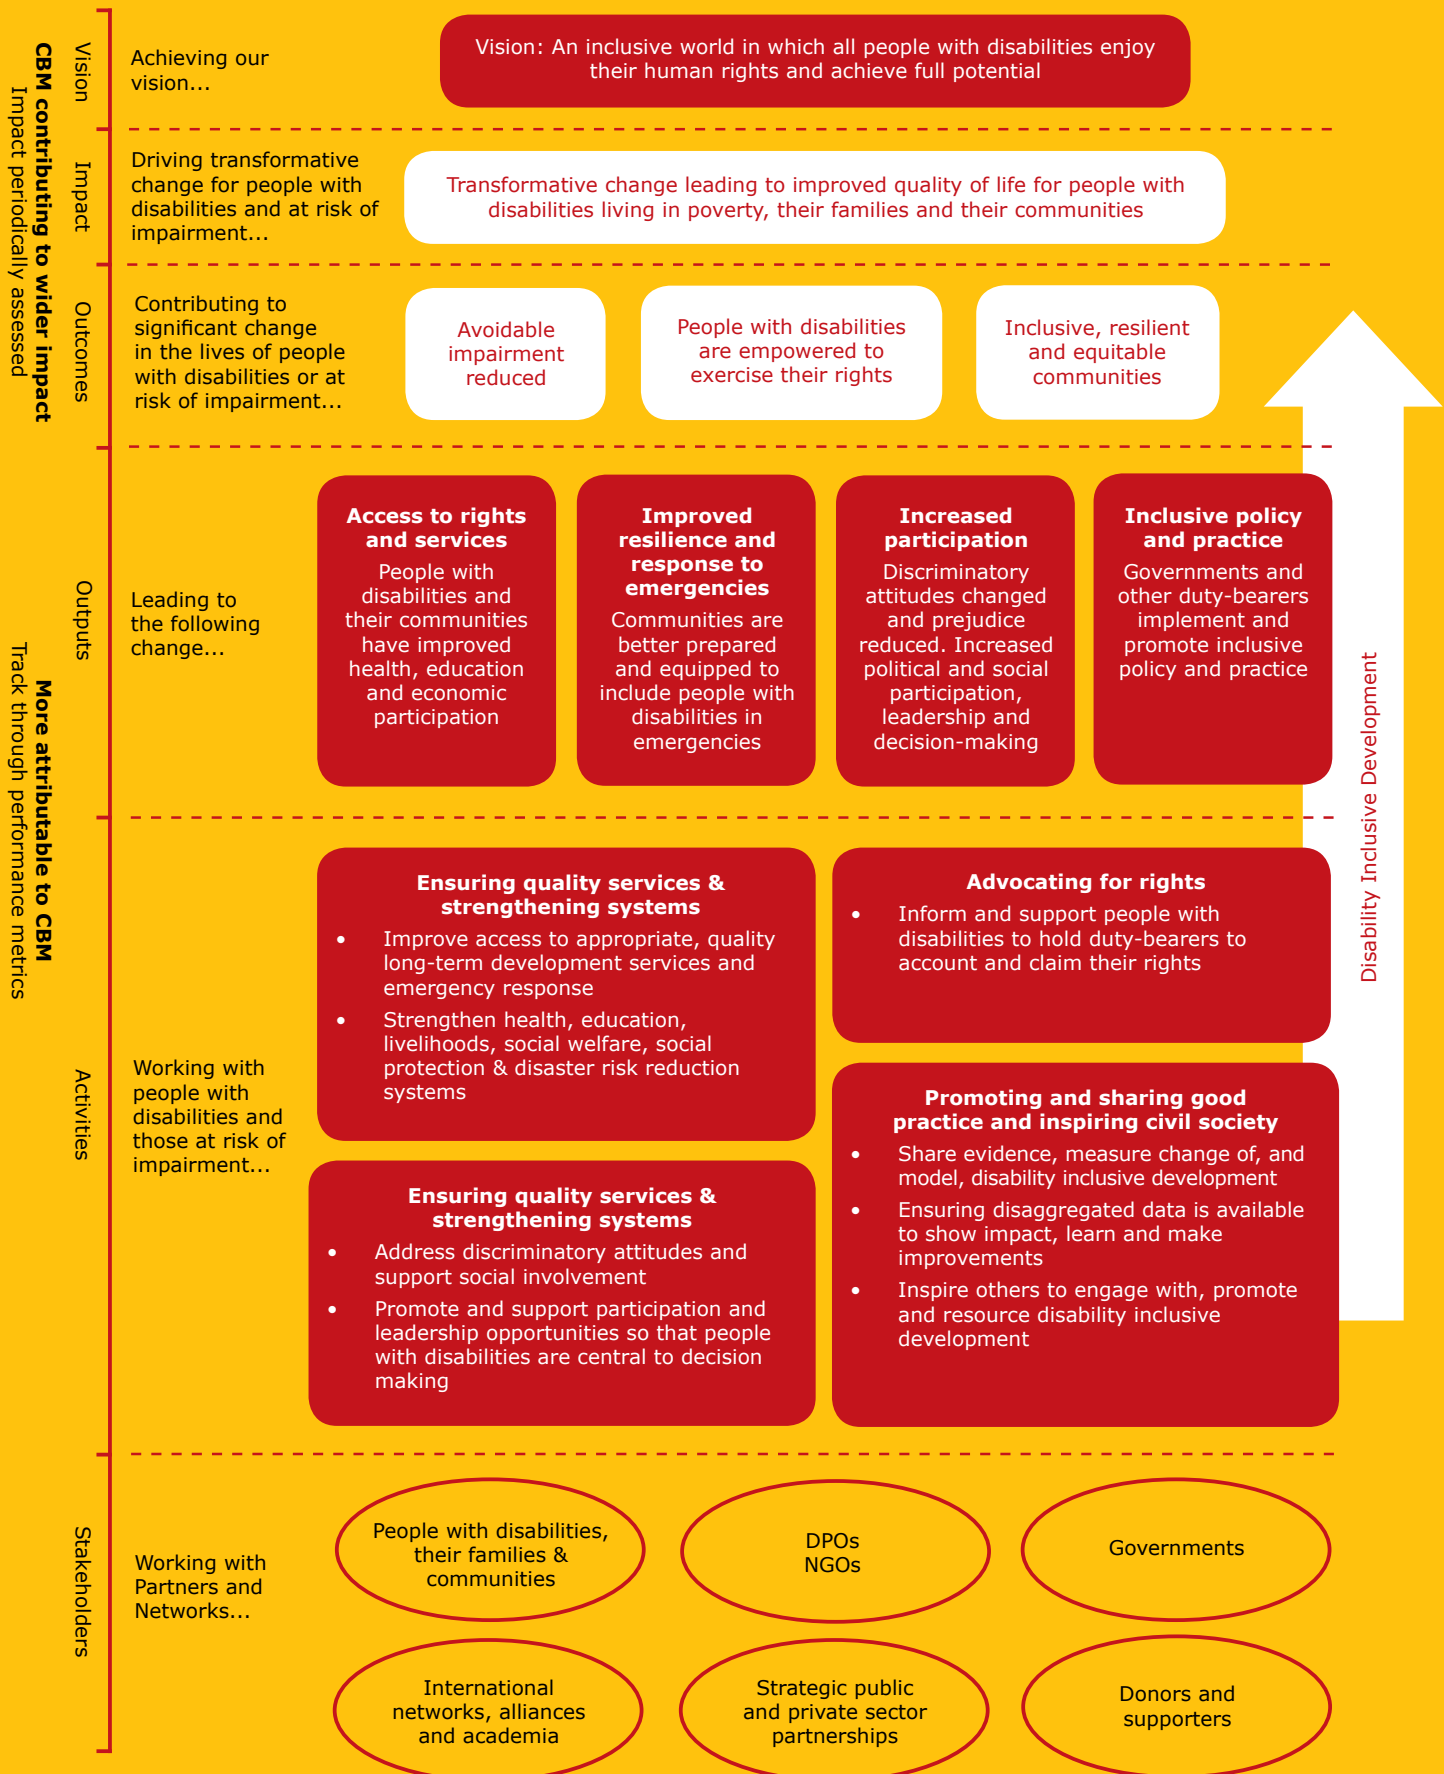 CBM contributing to wider impact
Impact periodically assessed
Vision
Achieving our
vision...
Vision: An inclusive world in which all people with disabilities enjoy
their human rights and achieve full potential
Impact
Driving transformative
change for people with
disabilities and at risk of
impairment...
Transformative change leading to improved quality of life for people with
disabilities living in poverty, their families and their communities
Outcomes
Contributing to
significant change
in the lives of people
with disabilities or at
risk of impairment...
Avoidable
impairment
reduced
People with disabilities
are empowered to
exercise their rights
Inclusive, resilient
and equitable
communities
More attributable to CBM
Track through performance metrics
Outputs
Leading to
the following
change...
Access to rights
and services
People with
disabilities and
their communities
have improved
health, education
and economic
participation
Improved
resilience and
response to
emergencies
Communities are
better prepared
and equipped to
include people with
disabilities in
emergencies
Increased
participation
Discriminatory
attitudes changed
and prejudice
reduced. Increased
political and social
participation,
leadership and
decision-making
Inclusive policy
and practice
Governments and
other duty-bearers
implement and
promote inclusive
policy and practice
Disability Inclusive Development
Activities
Working with
people with
disabilities and
those at risk of
impairment...
Ensuring quality services &
strengthening systems
• Improve access to appropriate, quality
long-term development services and
emergency response
• Strengthen health, education,
livelihoods, social welfare, social
protection & disaster risk reduction
systems
Advocating for rights
• Inform and support people with
disabilities to hold duty-bearers to
account and claim their rights
Ensuring quality services &
strengthening systems
• Address discriminatory attitudes and
support social involvement
• Promote and support participation and
leadership opportunities so that people
with disabilities are central to decision
making
Promoting and sharing good
practice and inspiring civil society
• Share evidence, measure change of, and
model, disability inclusive development
• Ensuring disaggregated data is available
to show impact, learn and make
improvements
• Inspire others to engage with, promote
and resource disability inclusive
development
Stakeholders
Working with
Partners and
Networks...
People with disabilities,
their families &
communities
DPOs
NGOs
Governments
International
networks, alliances
and academia
Strategic public
and private sector
partnerships
Donors and
supporters